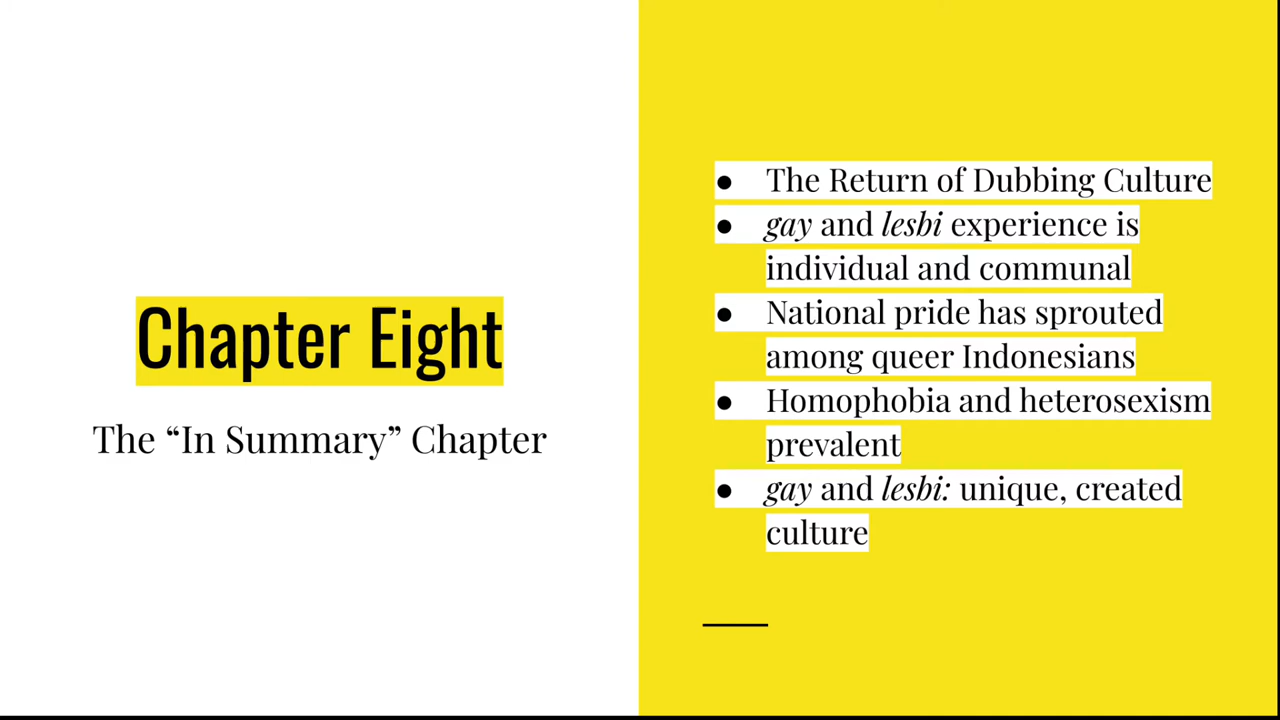 Chapter Eight
The “In Summary” Chapter
● The Return of Dubbing Culture
● gay and lesbi experience is
individual and communal
● National pride has sprouted
among queer Indonesians
● Homophobia and heterosexism
prevalent
● gay and lesbi: unique, created
culture